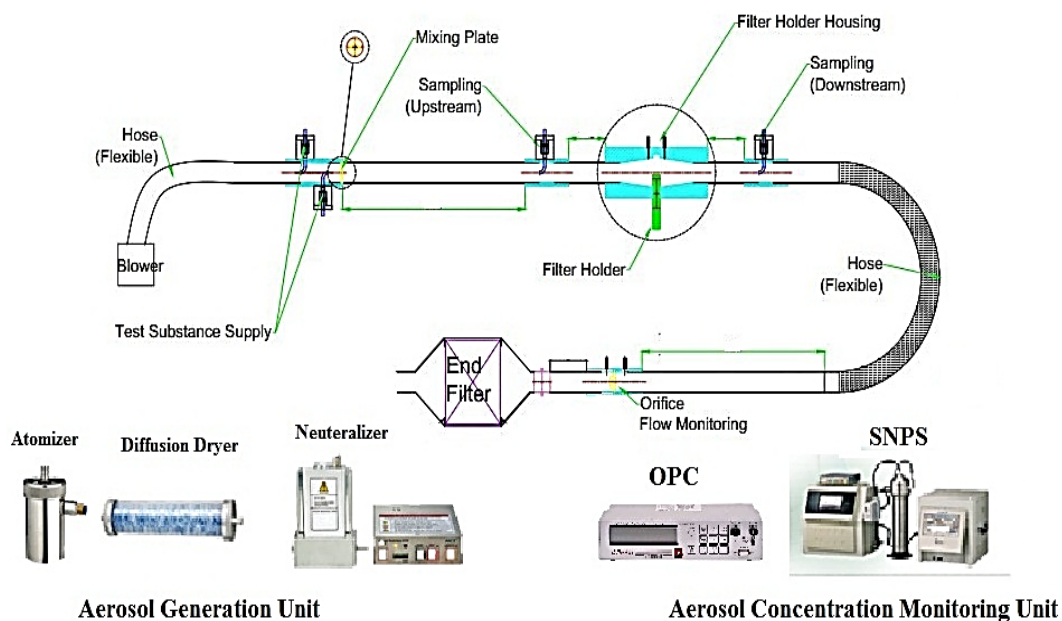 Mixing Plate
Filter Holder Housing
Sampling
(Upstream)
Sampling
(Downstream)
Hose
(Flexible)
Blower
Filter Holder
Hose
(Flexible)
Test Substance Supply
End
Filter
Orifice
Flow Monitoring
Atomizer
Diffusion Dryer
Neuteralizer
OPC
SNPS
Aerosol Generation Unit
Aerosol Concentration Monitoring Unit